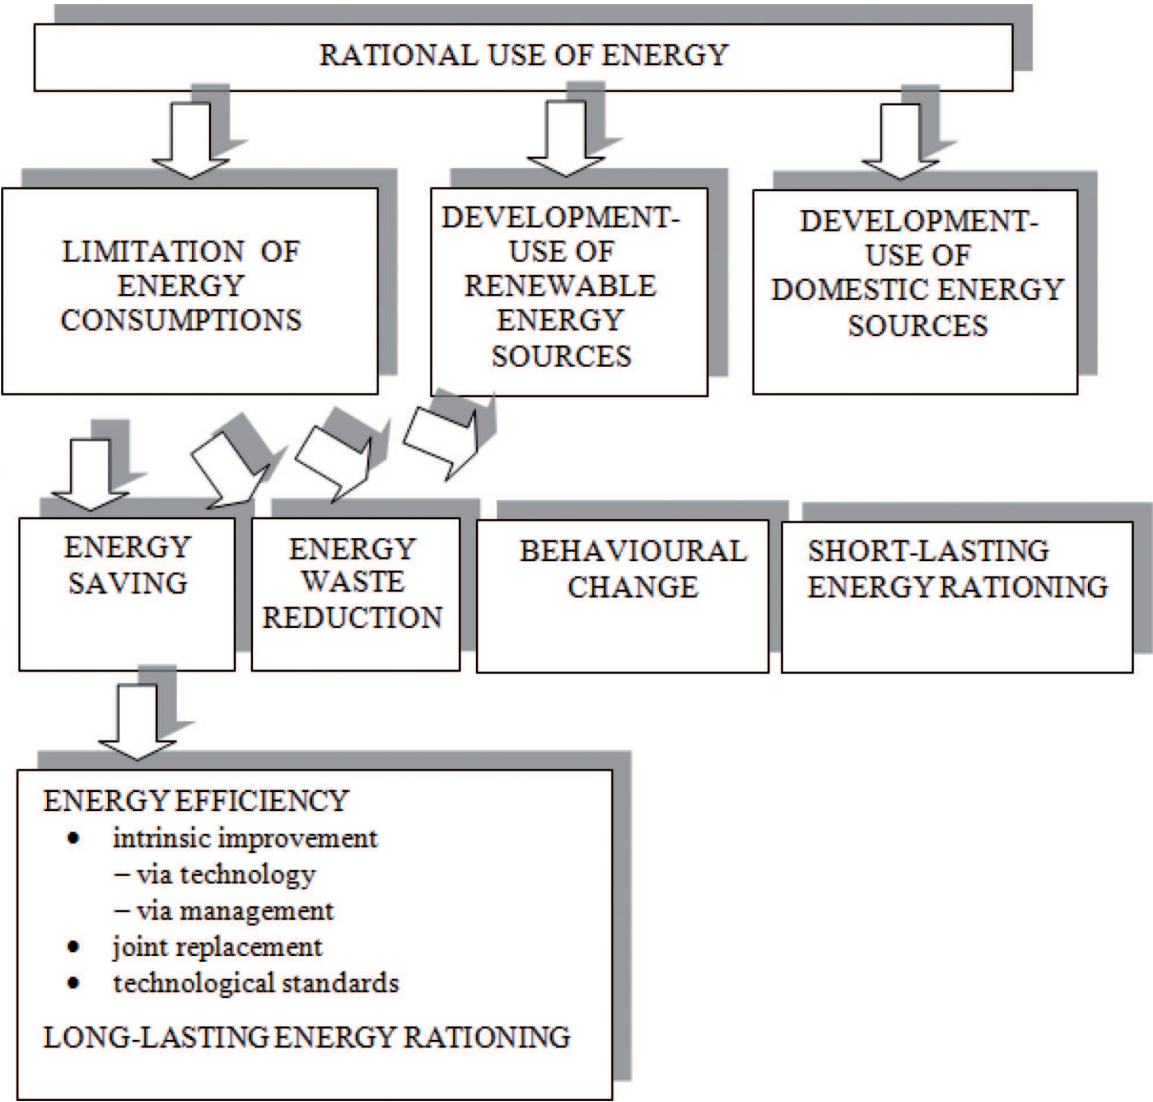 RATIONAL USE OF ENERGY
LIMITATION OF
ENERGY
CONSUMPTIONS
DEVELOPMENT-
USE OF
RENEWABLE
ENERGY
SOURCES
DEVELOPMENT-
USE OF
DOMESTIC ENERGY
SOURCES
ENERGY
SAVING
ENERGY
WASTE
REDUCTION
BEHAVIOURAL
CHANGE
SHORT-LASTING
ENERGY RATIONING
ENERGY EFFICIENCY
• intrinsic improvement
– via technology
– via management
• joint replacement
• technological standards
LONG-LASTING ENERGY RATIONING